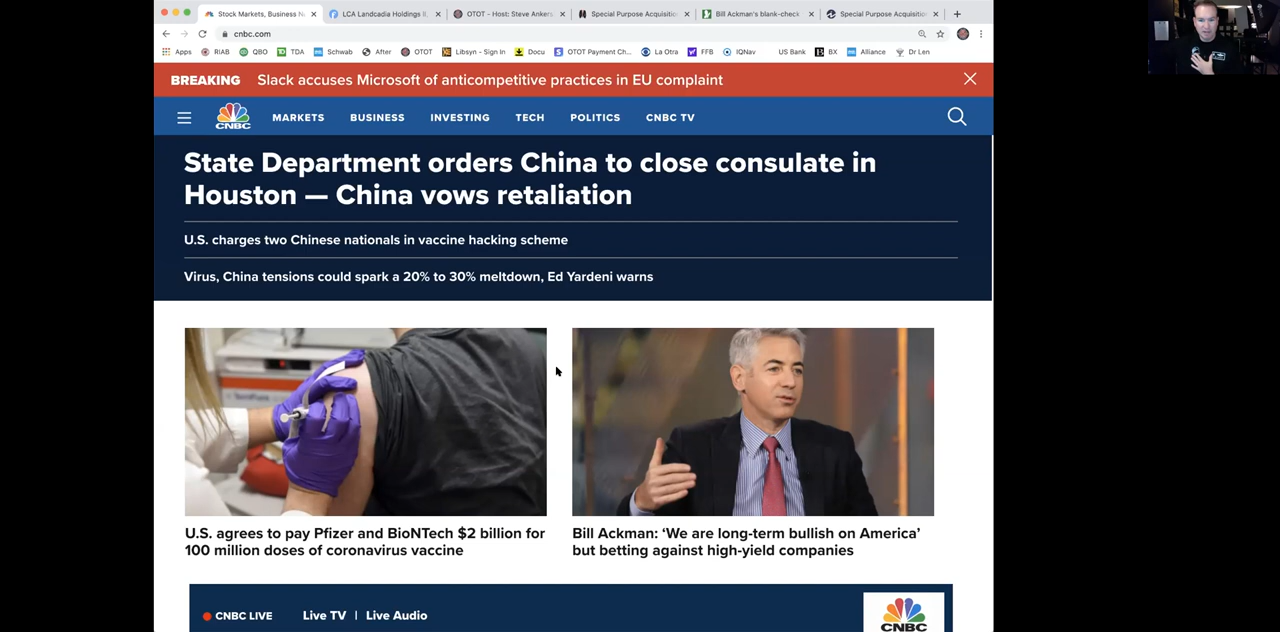 Stock Markets, Business N
LCA Landcadia Holdings II,
OTOT - Host: Steve Ankers
Special Purpose Acquisitio
Bill Ackman's blank-check
Special Purpose Acquisitio
cnbc.com
Apps RIAB QBO TDA Schwab After OTOT Libsyn - Sign In Docu OTOT Payment Ch... La Otra FFB IQNav US Bank BX Alliance Dr Len
BREAKING Slack accuses Microsoft of anticompetitive practices in EU complaint
CNBC
MARKETS BUSINESS INVESTING TECH POLITICS CNBC TV
State Department orders China to close consulate in
Houston — China vows retaliation
U.S. charges two Chinese nationals in vaccine hacking scheme
Virus, China tensions could spark a 20% to 30% meltdown, Ed Yardeni warns
U.S. agrees to pay Pfizer and BioNTech $2 billion for
100 million doses of coronavirus vaccine
Bill Ackman: ‘We are long-term bullish on America’
but betting against high-yield companies
CNBC LIVE Live TV | Live Audio
CNBC